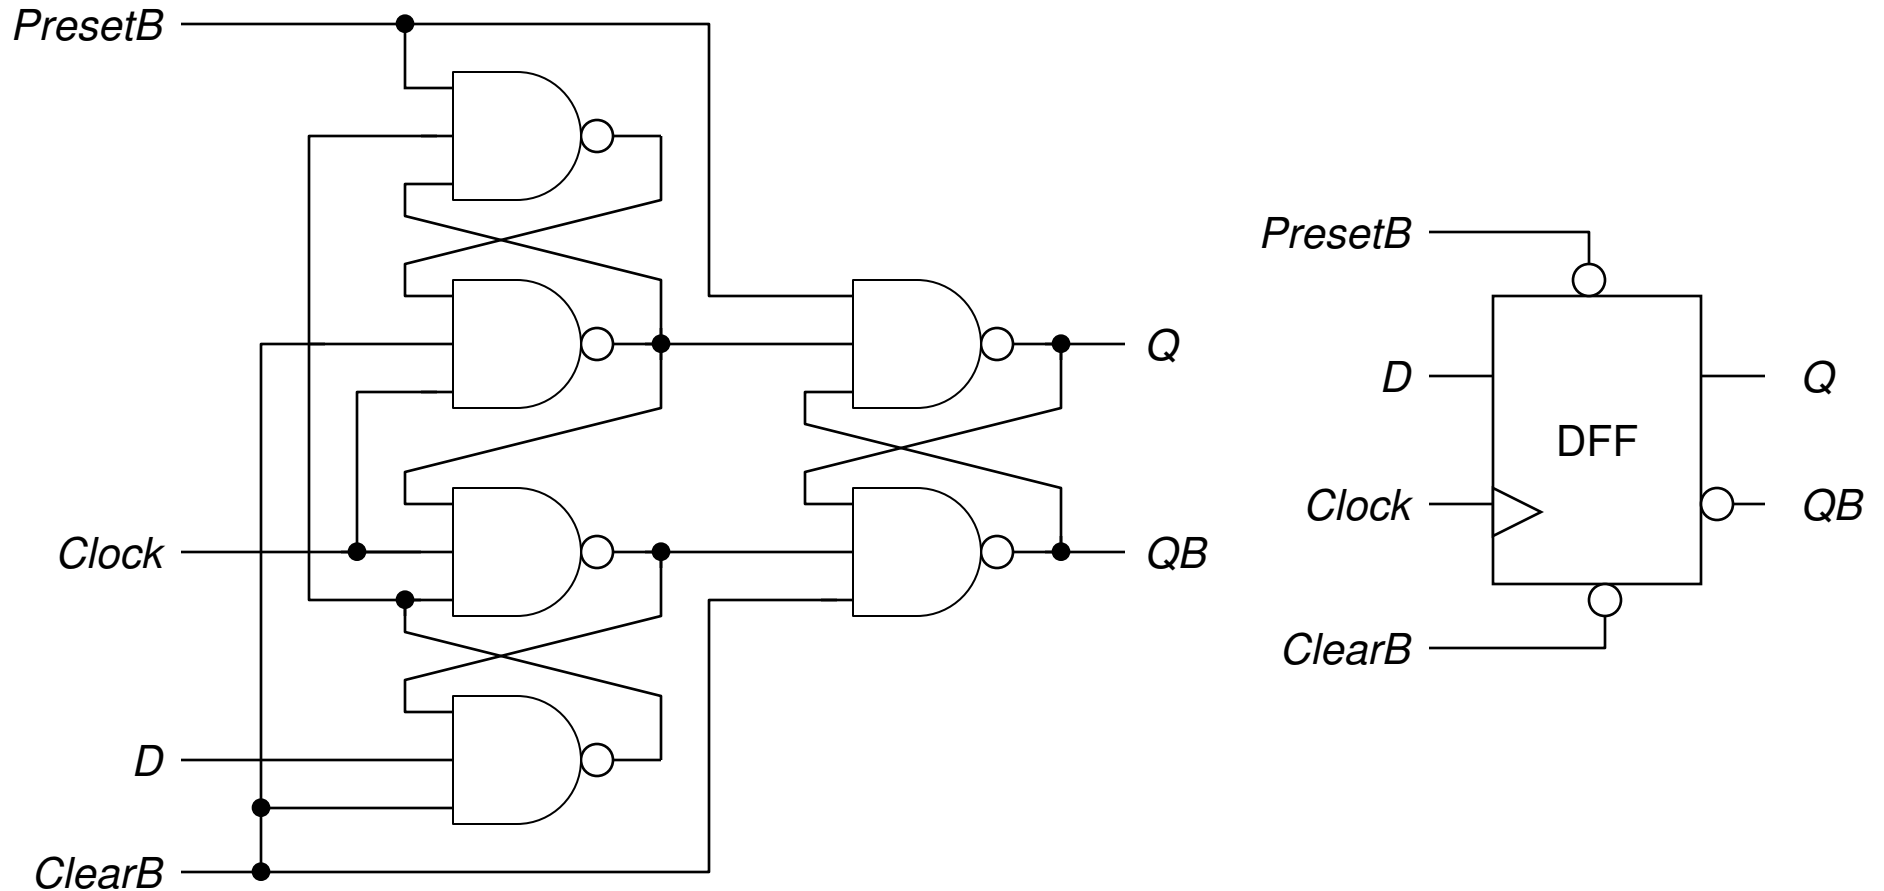 PresetB
Q
Clock
QB
D
ClearB
PresetB
D
Q
DFF
Clock
QB
ClearB